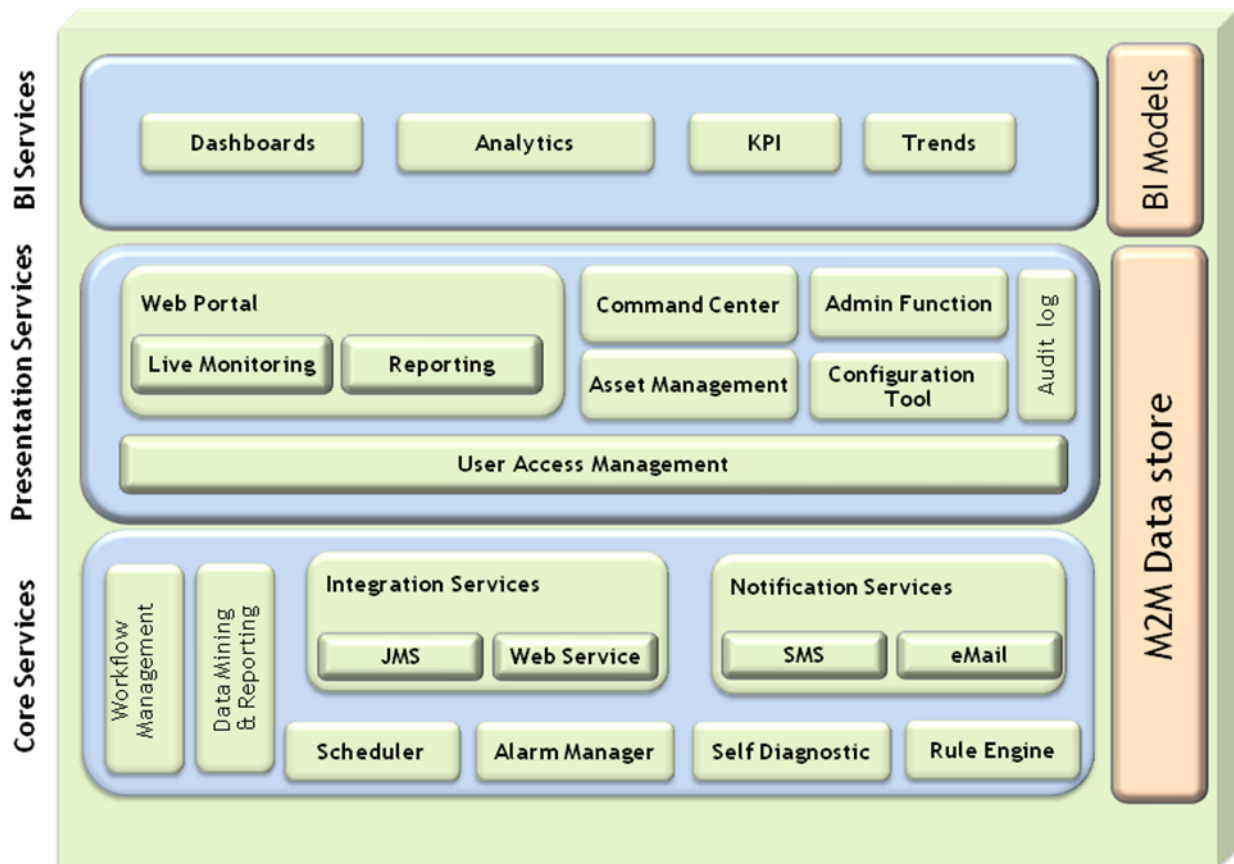 BI Services
Dashboards
Analytics
KPI
Trends
BI Models
Presentation Services
Web Portal
Live Monitoring
Reporting
Command Center
Admin Function
Asset Management
Configuration
Tool
Audit log
User Access Management
M2M Data store
Core Services
Workflow
Management
Data Mining
& Reporting
Integration Services
JMS
Web Service
Notification Services
SMS
eMail
Scheduler
Alarm Manager
Self Diagnostic
Rule Engine